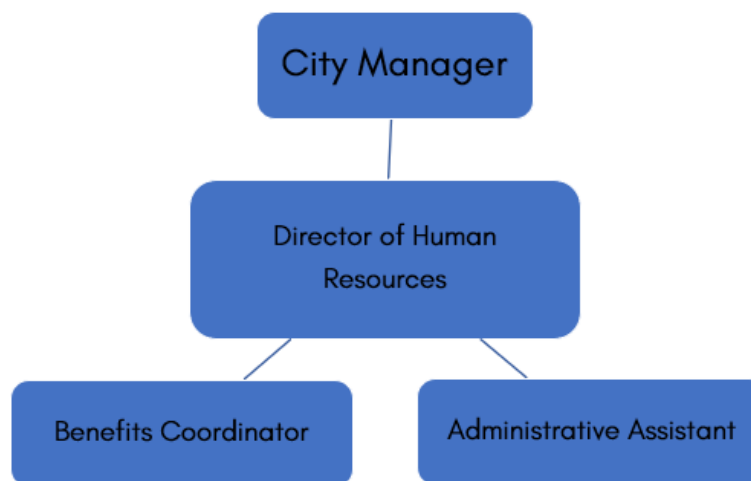 City Manager
Director of Human
Resources
Benefits Coordinator
Administrative Assistant